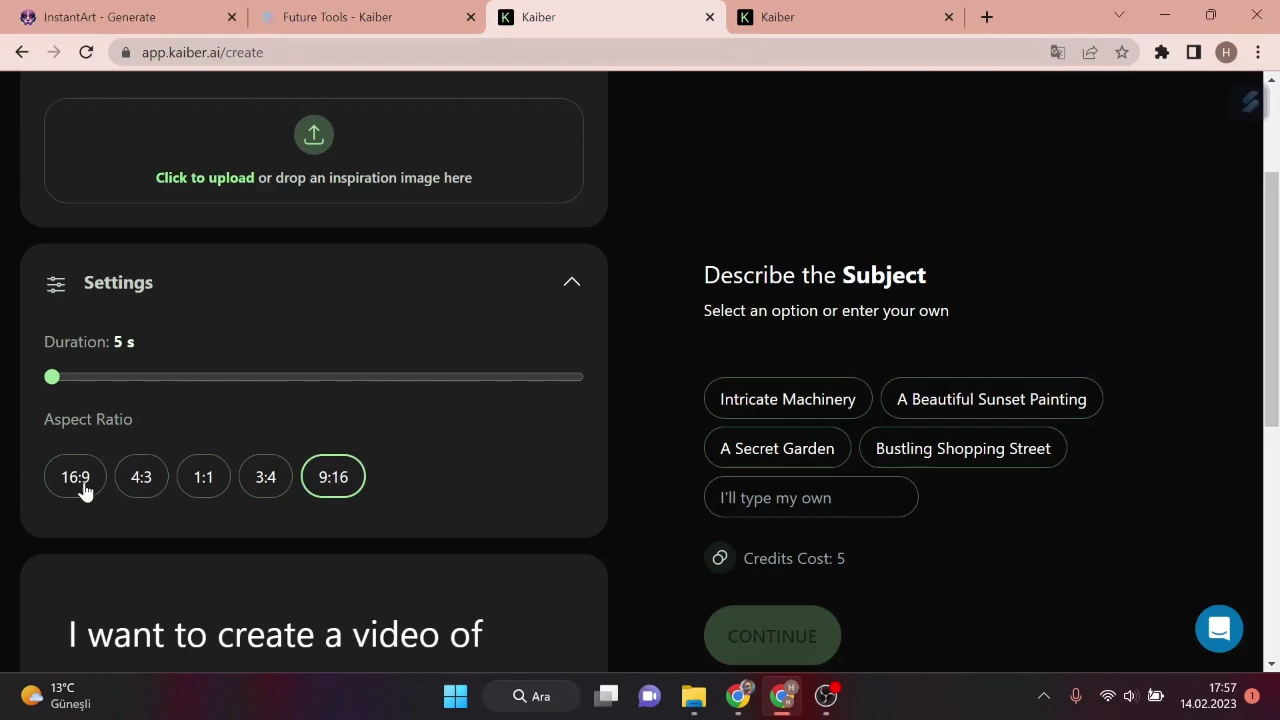 InstantArt - Generate
Future Tools - Kaiber
Kaiber
Kaiber
app.kaiber.ai/create
H
Click to upload or drop an inspiration image here
Settings
Duration: 5 s
Aspect Ratio
16:9
4:3
1:1
3:4
9:16
I want to create a video of
Describe the Subject
Select an option or enter your own
Intricate Machinery
A Beautiful Sunset Painting
A Secret Garden
Bustling Shopping Street
I'll type my own
Credits Cost: 5
CONTINUE
13°C
Güneşli
Ara
H
17:57
14.02.2023
1